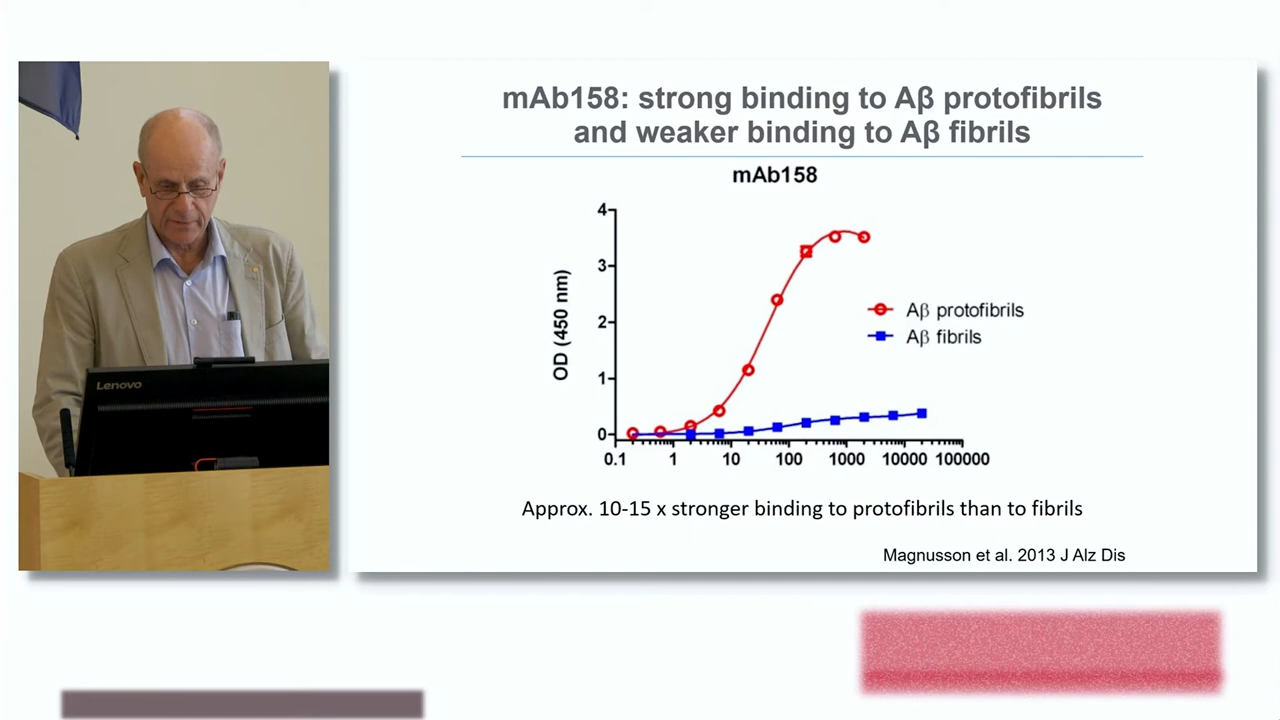 mAb158: strong binding to Aβ protofibrils
and weaker binding to Aβ fibrils
mAb158
4
3
2
1
0
OD (450 nm)
0.1 1 10 100 1000 10000 100000
Aβ protofibrils
Aβ fibrils
Approx. 10-15 x stronger binding to protofibrils than to fibrils
Magnusson et al. 2013 J Alz Dis
Lenovo